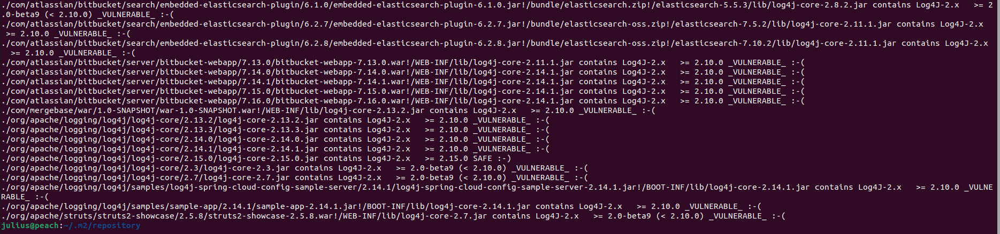 ./com/atlassian/bitbucket/search/embedded-elasticsearch-plugin/6.1.0/embedded-elasticsearch-plugin-6.1.0.jar!/bundle/elasticsearch.zip!/elasticsearch-5.5.3/lib/log4j-core-2.8.2.jar contains Log4J-2.x   >= 2
.0-beta9 (< 2.10.0) _VULNERABLE_ :-(
./com/atlassian/bitbucket/search/embedded-elasticsearch-plugin/6.2.7/embedded-elasticsearch-plugin-6.2.7.jar!/bundle/elasticsearch-oss.zip!/elasticsearch-7.5.2/lib/log4j-core-2.11.1.jar contains Log4J-2.x
 >= 2.10.0 _VULNERABLE_ :-(
./com/atlassian/bitbucket/search/embedded-elasticsearch-plugin/6.2.8/embedded-elasticsearch-plugin-6.2.8.jar!/bundle/elasticsearch-oss.zip!/elasticsearch-7.10.2/lib/log4j-core-2.11.1.jar contains Log4J-2.x
  >= 2.10.0 _VULNERABLE_ :-(
./com/atlassian/bitbucket/server/bitbucket-webapp/7.13.0/bitbucket-webapp-7.13.0.war!/WEB-INF/lib/log4j-core-2.11.1.jar contains Log4J-2.x   >= 2.10.0 _VULNERABLE_ :-(
./com/atlassian/bitbucket/server/bitbucket-webapp/7.14.0/bitbucket-webapp-7.14.0.war!/WEB-INF/lib/log4j-core-2.14.1.jar contains Log4J-2.x   >= 2.10.0 _VULNERABLE_ :-(
./com/atlassian/bitbucket/server/bitbucket-webapp/7.14.1/bitbucket-webapp-7.14.1.war!/WEB-INF/lib/log4j-core-2.14.1.jar contains Log4J-2.x   >= 2.10.0 _VULNERABLE_ :-(
./com/atlassian/bitbucket/server/bitbucket-webapp/7.15.0/bitbucket-webapp-7.15.0.war!/WEB-INF/lib/log4j-core-2.14.1.jar contains Log4J-2.x   >= 2.10.0 _VULNERABLE_ :-(
./com/atlassian/bitbucket/server/bitbucket-webapp/7.16.0/bitbucket-webapp-7.16.0.war!/WEB-INF/lib/log4j-core-2.14.1.jar contains Log4J-2.x   >= 2.10.0 _VULNERABLE_ :-(
./com/mergebase/war/1.0-SNAPSHOT/war-1.0-SNAPSHOT.war!/WEB-INF/lib/log4j-core-2.13.2.jar contains Log4J-2.x   >= 2.10.0 _VULNERABLE_ :-(
./org/apache/logging/log4j/log4j-core/2.13.2/log4j-core-2.13.2.jar contains Log4J-2.x   >= 2.10.0 _VULNERABLE_ :-(
./org/apache/logging/log4j/log4j-core/2.13.3/log4j-core-2.13.3.jar contains Log4J-2.x   >= 2.10.0 _VULNERABLE_ :-(
./org/apache/logging/log4j/log4j-core/2.14.0/log4j-core-2.14.0.jar contains Log4J-2.x   >= 2.10.0 _VULNERABLE_ :-(
./org/apache/logging/log4j/log4j-core/2.14.1/log4j-core-2.14.1.jar contains Log4J-2.x   >= 2.10.0 _VULNERABLE_ :-(
./org/apache/logging/log4j/log4j-core/2.15.0/log4j-core-2.15.0.jar contains Log4J-2.x   >= 2.15.0 SAFE :-)
./org/apache/logging/log4j/log4j-core/2.3/log4j-core-2.3.jar contains Log4J-2.x   >= 2.0-beta9 (< 2.10.0) _VULNERABLE_ :-(
./org/apache/logging/log4j/log4j-core/2.7/log4j-core-2.7.jar contains Log4J-2.x   >= 2.0-beta9 (< 2.10.0) _VULNERABLE_ :-(
./org/apache/logging/log4j/samples/log4j-spring-cloud-config-sample-server/2.14.1/log4j-spring-cloud-config-sample-server-2.14.1.jar!/BOOT-INF/lib/log4j-core-2.14.1.jar contains Log4J-2.x   >= 2.10.0 _VULNE
RABLE_ :-(
./org/apache/logging/log4j/samples/sample-app/2.14.1/sample-app-2.14.1.jar!/BOOT-INF/lib/log4j-core-2.14.1.jar contains Log4J-2.x   >= 2.10.0 _VULNERABLE_ :-(
./org/apache/struts/struts2-showcase/2.5.8/struts2-showcase-2.5.8.war!/WEB-INF/lib/log4j-core-2.7.jar contains Log4J-2.x   >= 2.0-beta9 (< 2.10.0) _VULNERABLE_ :-(
julius@peach:~/.m2/repository